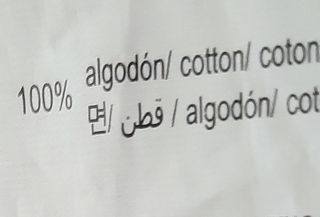 100% algodón/ cotton/ coton
면/ قطن / algodón/ cot